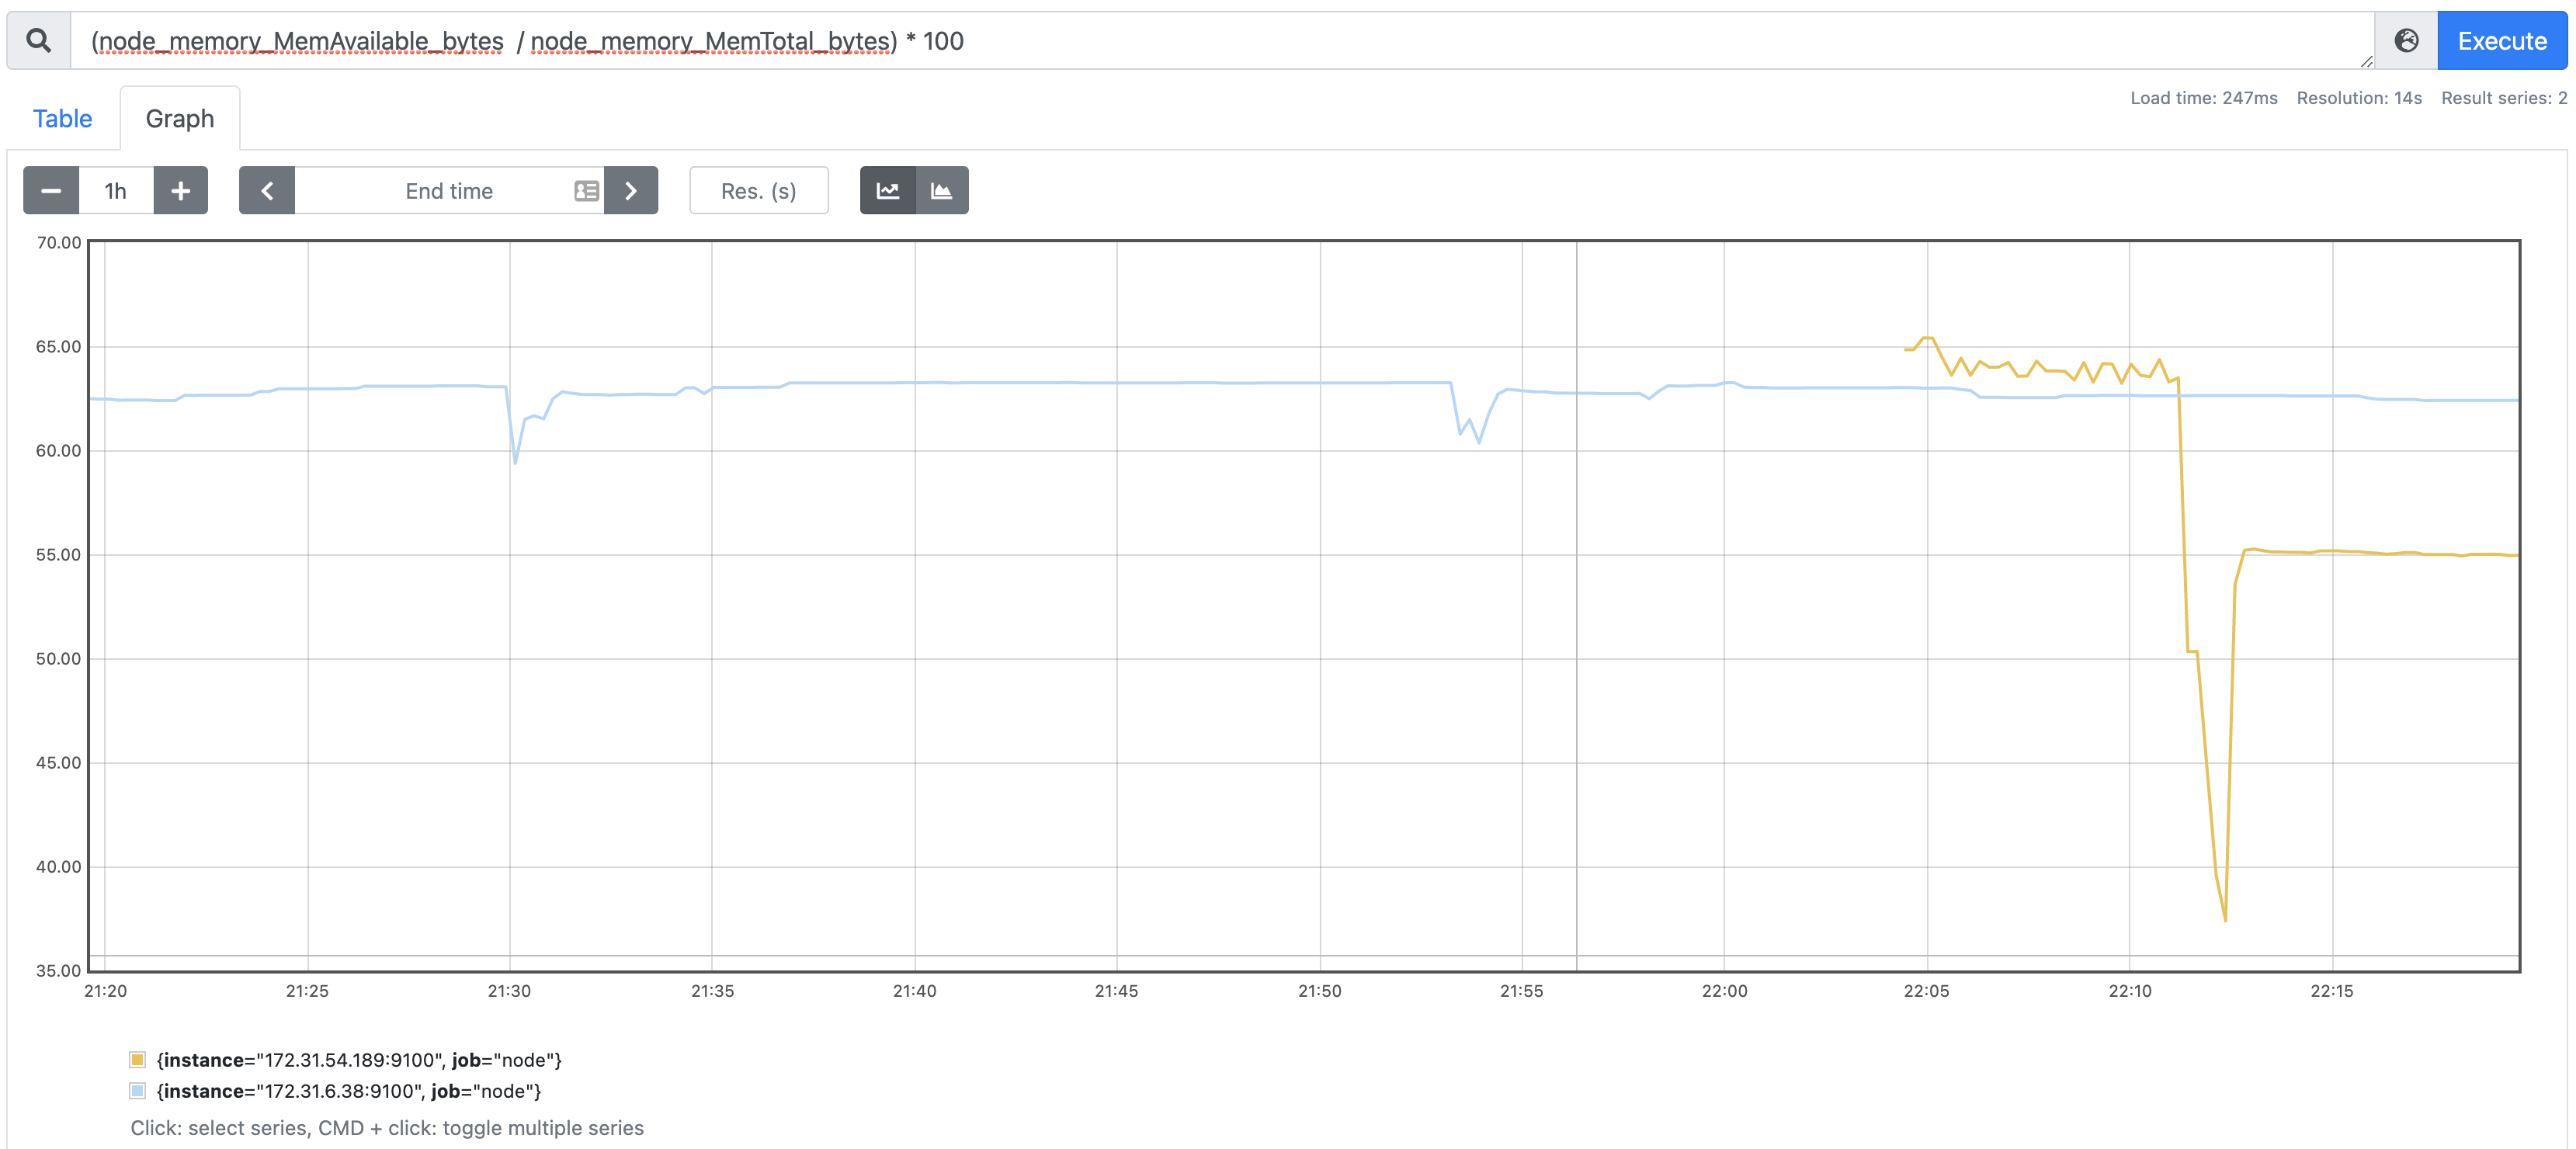 (node_memory_MemAvailable_bytes / node_memory_MemTotal_bytes) * 100
Execute
Load time: 247ms Resolution: 14s Result series: 2
Table Graph
1h End time Res. (s)
70.00
65.00
60.00
55.00
50.00
45.00
40.00
35.00
21:20 21:25 21:30 21:35 21:40 21:45 21:50 21:55 22:00 22:05 22:10 22:15
{instance="172.31.54.189:9100", job="node"}
{instance="172.31.6.38:9100", job="node"}
Click: select series, CMD + click: toggle multiple series